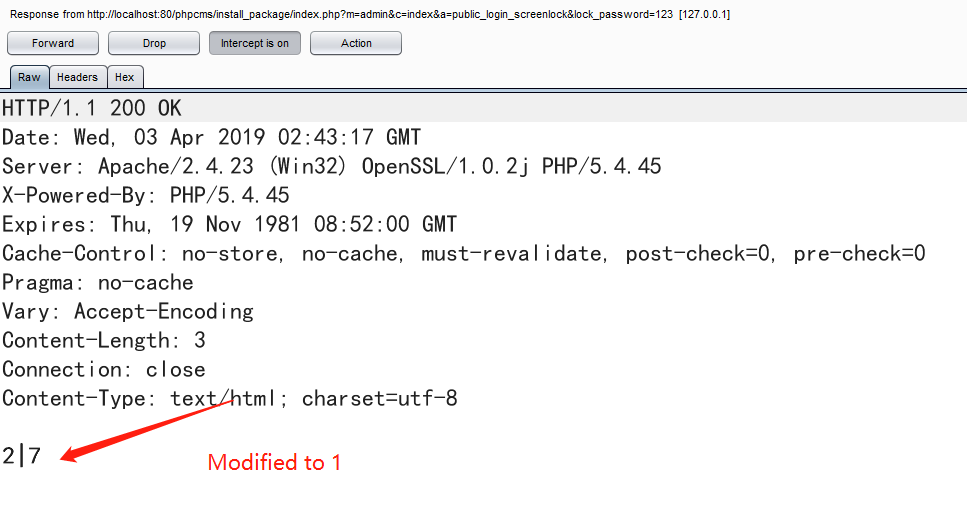 Response from http://localhost:80/phpcms/install_package/index.php?m=admin&c=index&a=public_login_screenlock&lock_password=123 [127.0.0.1]
Forward Drop Intercept is on Action
Raw Headers Hex
HTTP/1.1 200 OK
Date: Wed, 03 Apr 2019 02:43:17 GMT
Server: Apache/2.4.23 (Win32) OpenSSL/1.0.2j PHP/5.4.45
X-Powered-By: PHP/5.4.45
Expires: Thu, 19 Nov 1981 08:52:00 GMT
Cache-Control: no-store, no-cache, must-revalidate, post-check=0, pre-check=0
Pragma: no-cache
Vary: Accept-Encoding
Content-Length: 3
Connection: close
Content-Type: text/html; charset=utf-8
2|7
Modified to 1